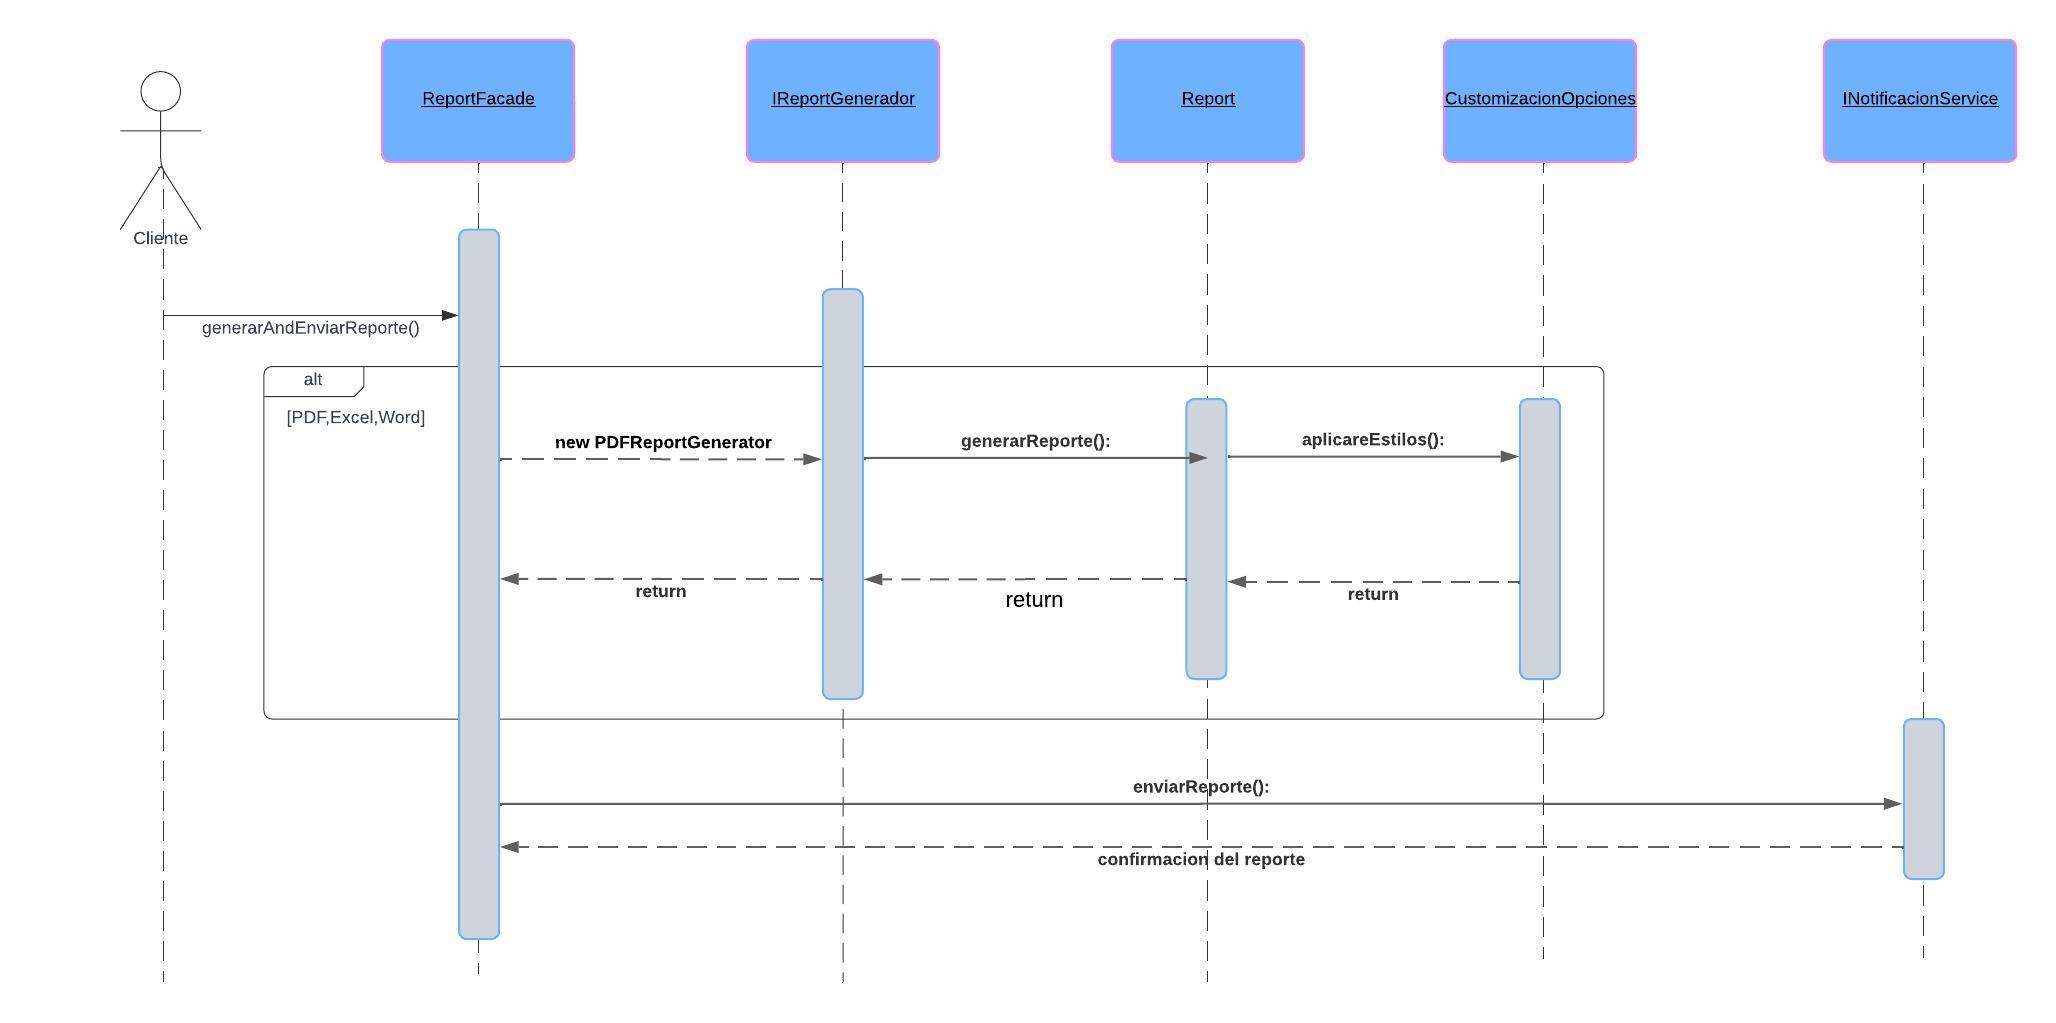 ReportFacade
IReportGenerador
Report
CustomizacionOpciones
INotificacionService
Cliente
generarAndEnviarReporte()
alt
[PDF,Excel,Word]
new PDFReportGenerator
generarReporte():
aplicareEstilos():
return
return
return
enviarReporte():
confirmacion del reporte